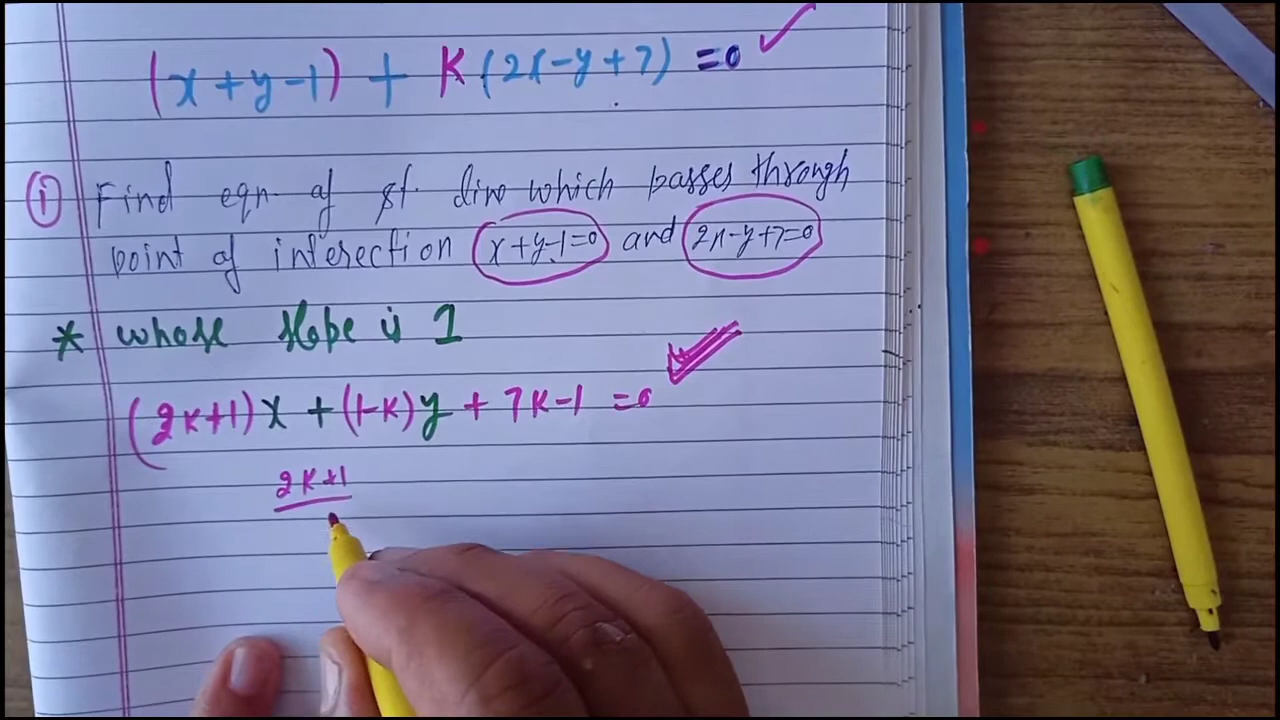 (x+y-1) + K(2x-y+7) =0 ✓
(i) Find eqn. of st. line which passes through
point of interection x+y-1=0 and 2x-y+7=0
* whose slope is 1
(2K+1)x + (1-K)y + 7K-1 =0 ✓
2K+1